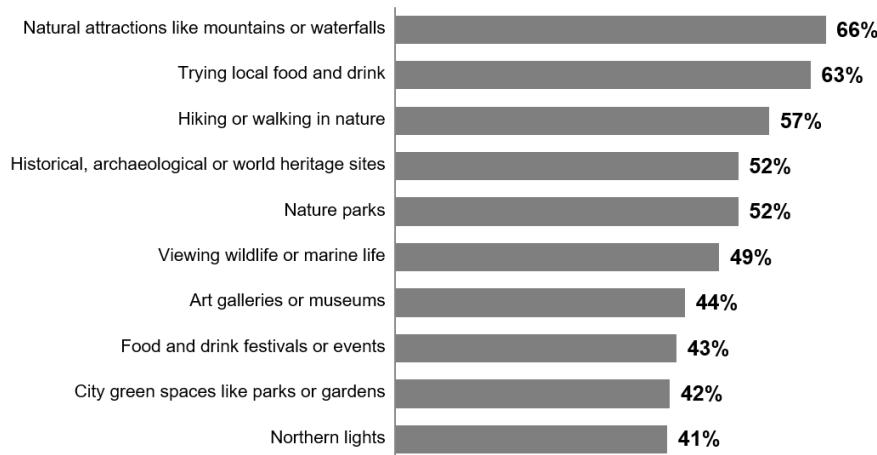 Natural attractions like mountains or waterfalls 66%
Trying local food and drink 63%
Hiking or walking in nature 57%
Historical, archaeological or world heritage sites 52%
Nature parks 52%
Viewing wildlife or marine life 49%
Art galleries or museums 44%
Food and drink festivals or events 43%
City green spaces like parks or gardens 42%
Northern lights 41%